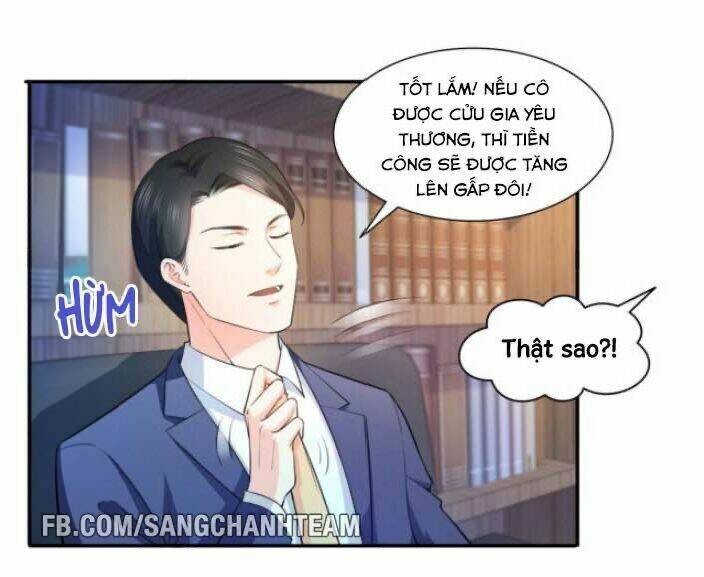 TỐT LẮM! NẾU CÔ
ĐƯỢC CỬU GIA YÊU
THƯƠNG, THÌ TIỀN
CÔNG SẼ ĐƯỢC TĂNG
LÊN GẤP ĐÔI!
HỪM
Thật sao?!
FB.COM/SANGCHANHTEAM